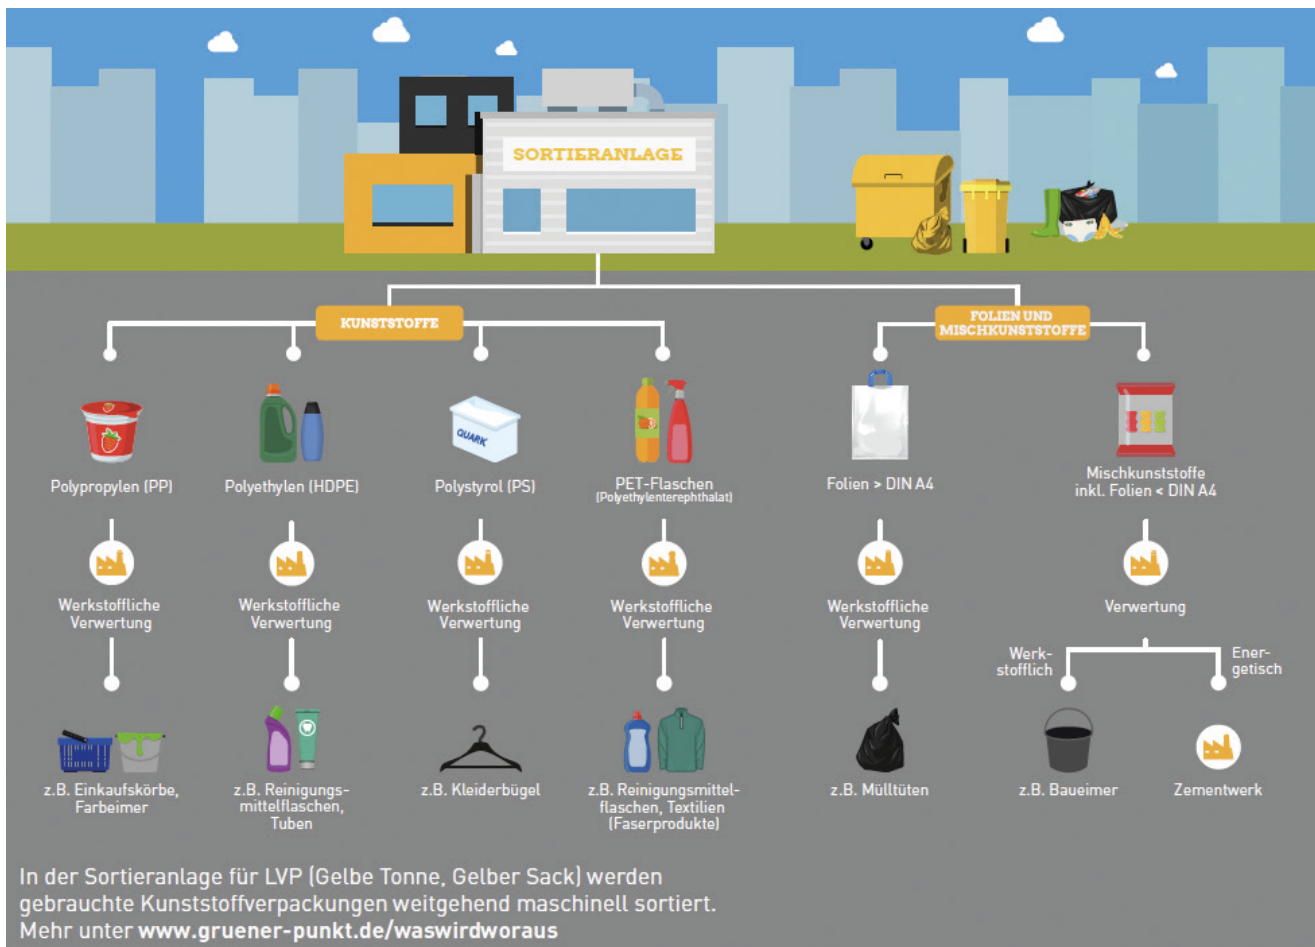 SORTIERANLAGE
KUNSTSTOFFE
FOLIEN UND
MISCHKUNSTSTOFFE
QUARK
Polypropylen (PP)
Polyethylen (HDPE)
Polystyrol (PS)
PET-Flaschen
(Polyethylenterephthalat)
Folien > DIN A4
Mischkunststoffe
inkl. Folien < DIN A4
Werkstoffliche
Verwertung
Werkstoffliche
Verwertung
Werkstoffliche
Verwertung
Werkstoffliche
Verwertung
Werkstoffliche
Verwertung
Verwertung
Werk-
stofflich
Ener-
getisch
z.B. Einkaufskörbe,
Farbeimer
z.B. Reinigungs-
mittelflaschen,
Tuben
z.B. Kleiderbügel
z.B. Reinigungsmittel-
flaschen, Textilien
(Faserprodukte)
z.B. Mülltüten
z.B. Baueimer
Zementwerk
In der Sortieranlage für LVP (Gelbe Tonne, Gelber Sack) werden
gebrauchte Kunststoffverpackungen weitgehend maschinell sortiert.
Mehr unter www.gruener-punkt.de/waswirdworaus